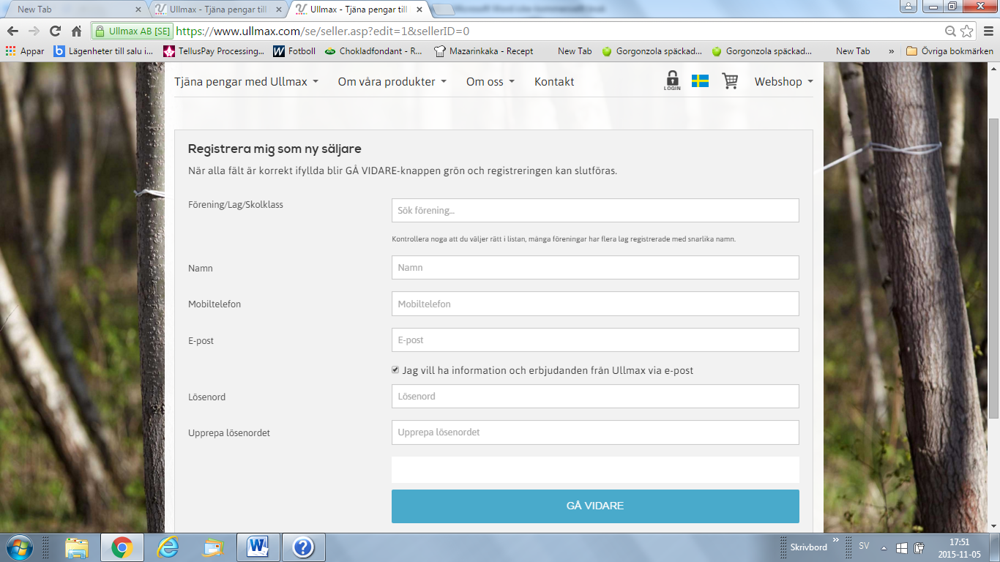 New Tab
Ullmax - Tjäna pengar till
Ullmax - Tjäna pengar till
Ullmax AB [SE] https://www.ullmax.com/se/seller.asp?edit=1&sellerID=0
Appar Lägenheter till salu i... TellusPay Processing... Fotboll Chokladfondant - R... Mazarinkaka - Recept New Tab Gorgonzola späckad... Gorgonzola späckad... New Tab » Övriga bokmärken
Tjäna pengar med Ullmax Om våra produkter Om oss Kontakt LOGIN Webshop
Registrera mig som ny säljare
När alla fält är korrekt ifyllda blir GÅ VIDARE-knappen grön och registreringen kan slutföras.
Förening/Lag/Skolklass
Sök förening...
Kontrollera noga att du väljer rätt i listan, många föreningar har flera lag registrerade med snarlika namn.
Namn Namn
Mobiltelefon Mobiltelefon
E-post E-post
Jag vill ha information och erbjudanden från Ullmax via e-post
Lösenord Lösenord
Upprepa lösenordet Upprepa lösenordet
GÅ VIDARE
Skrivbord » SV 17:51
2015-11-05